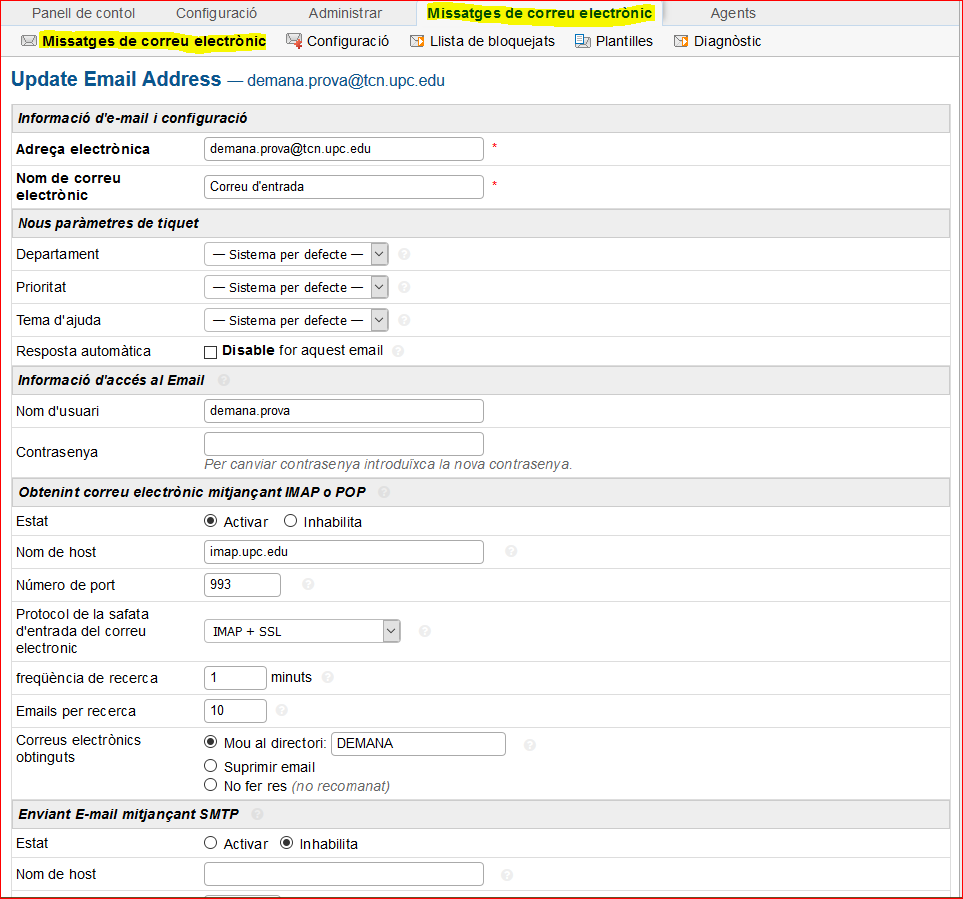 Panell de contol Configuració Administrar Missatges de correu electrònic Agents
Missatges de correu electrònic Configuració Llista de bloquejats Plantilles Diagnòstic
Update Email Address — demana.prova@tcn.upc.edu
Informació d'e-mail i configuració
Adreça electrònica demana.prova@tcn.upc.edu *
Nom de correu
electrònic Correu d'entrada *
Nous paràmetres de tiquet
Departament — Sistema per defecte — ?
Prioritat — Sistema per defecte — ?
Tema d'ajuda — Sistema per defecte — ?
Resposta automàtica Disable for aquest email ?
Informació d'accés al Email ?
Nom d'usuari demana.prova
Contrasenya
Per canviar contrasenya introduïxca la nova contrasenya.
Obtenint correu electrònic mitjançant IMAP o POP ?
Estat Activar Inhabilita
Nom de host imap.upc.edu ?
Número de port 993 ?
Protocol de la safata
d'entrada del correu
electronic IMAP + SSL ?
freqüència de recerca 1 minuts ?
Emails per recerca 10 ?
Correus electrònics
obtinguts Mou al directori: DEMANA ?
Suprimir email
No fer res (no recomanat)
Enviant E-mail mitjançant SMTP ?
Estat Activar Inhabilita
Nom de host ?